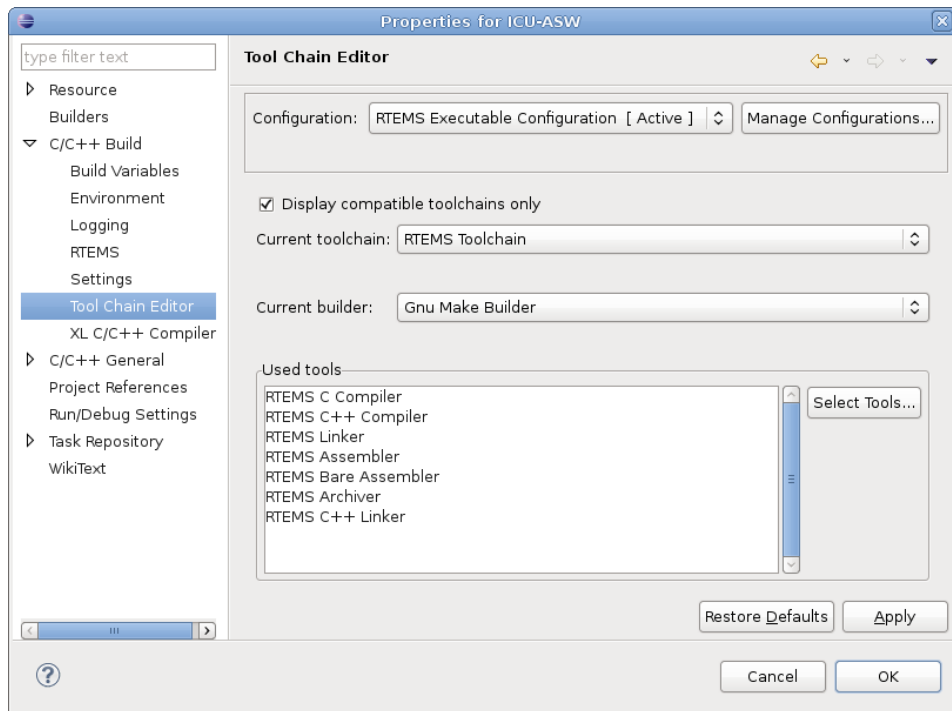 Properties for ICU-ASW
type filter text
Resource
Builders
C/C++ Build
Build Variables
Environment
Logging
RTEMS
Settings
Tool Chain Editor
XL C/C++ Compiler
C/C++ General
Project References
Run/Debug Settings
Task Repository
WikiText
Tool Chain Editor
Configuration: RTEMS Executable Configuration [ Active ] Manage Configurations...
Display compatible toolchains only
Current toolchain: RTEMS Toolchain
Current builder: Gnu Make Builder
Used tools
RTEMS C Compiler
RTEMS C++ Compiler
RTEMS Linker
RTEMS Assembler
RTEMS Bare Assembler
RTEMS Archiver
RTEMS C++ Linker
Select Tools...
Restore Defaults Apply
? Cancel OK